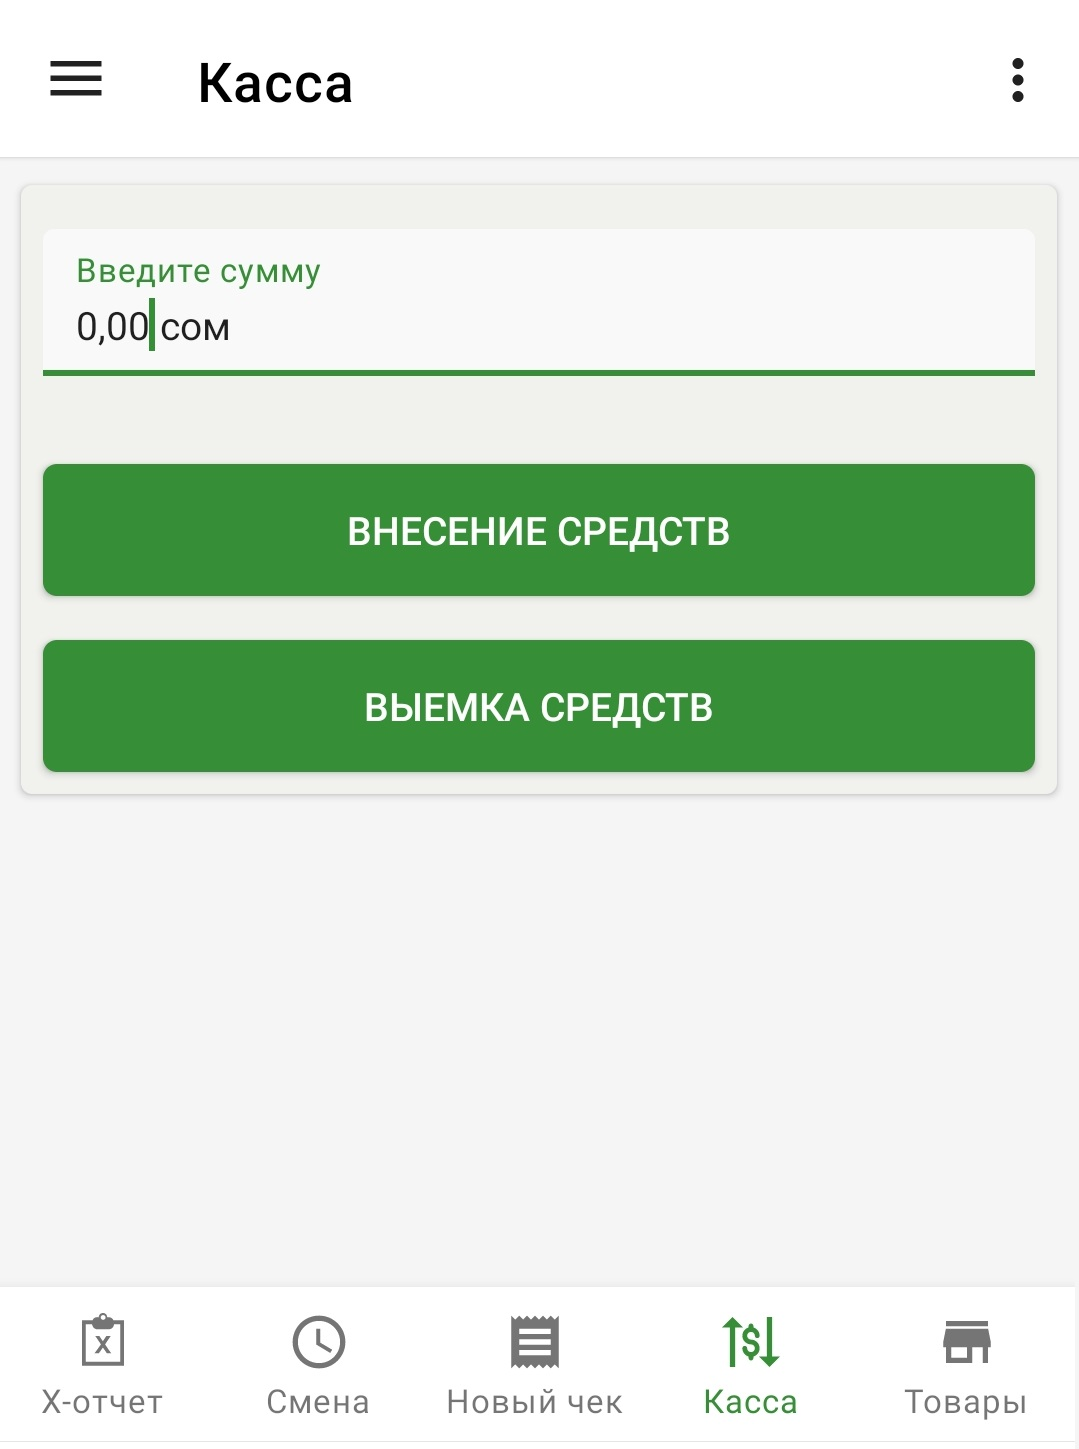 Касса
Введите сумму
0,00 сом
ВНЕСЕНИЕ СРЕДСТВ
ВЫЕМКА СРЕДСТВ
X
$
Х-отчет
Смена
Новый чек
Касса
Товары